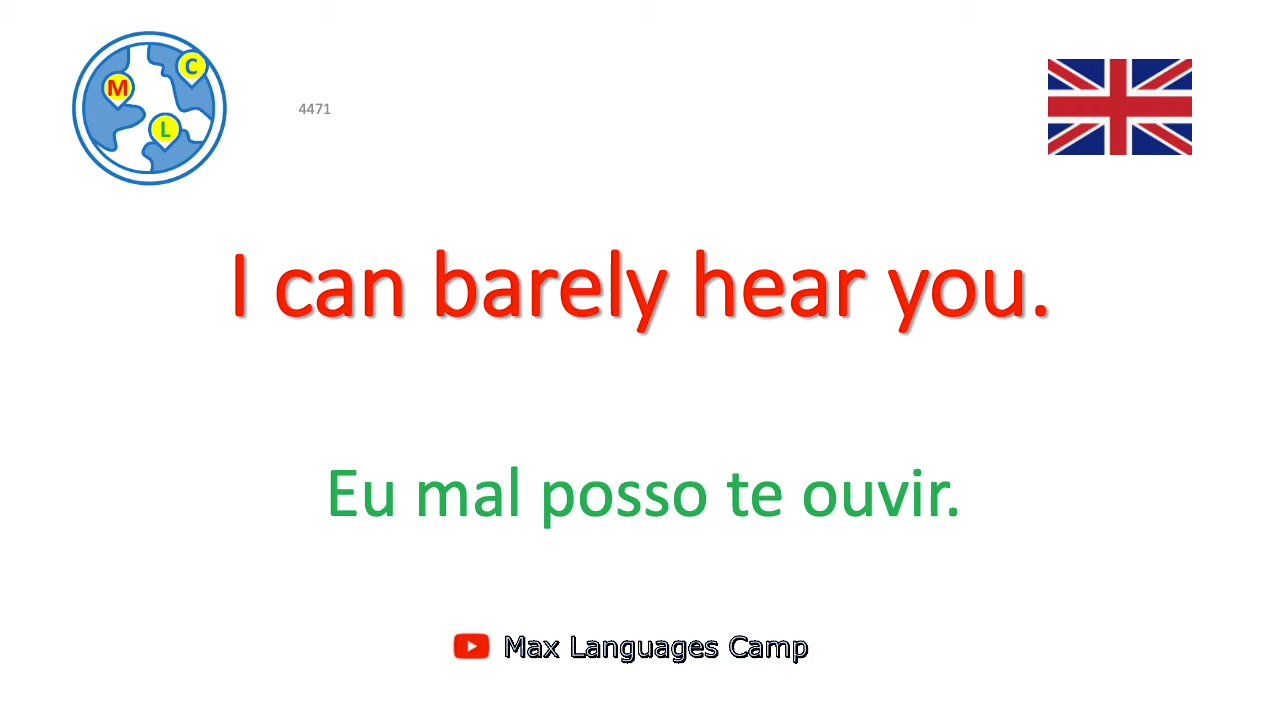 M
C
L
4471
I can barely hear you.
Eu mal posso te ouvir.
Max Languages Camp